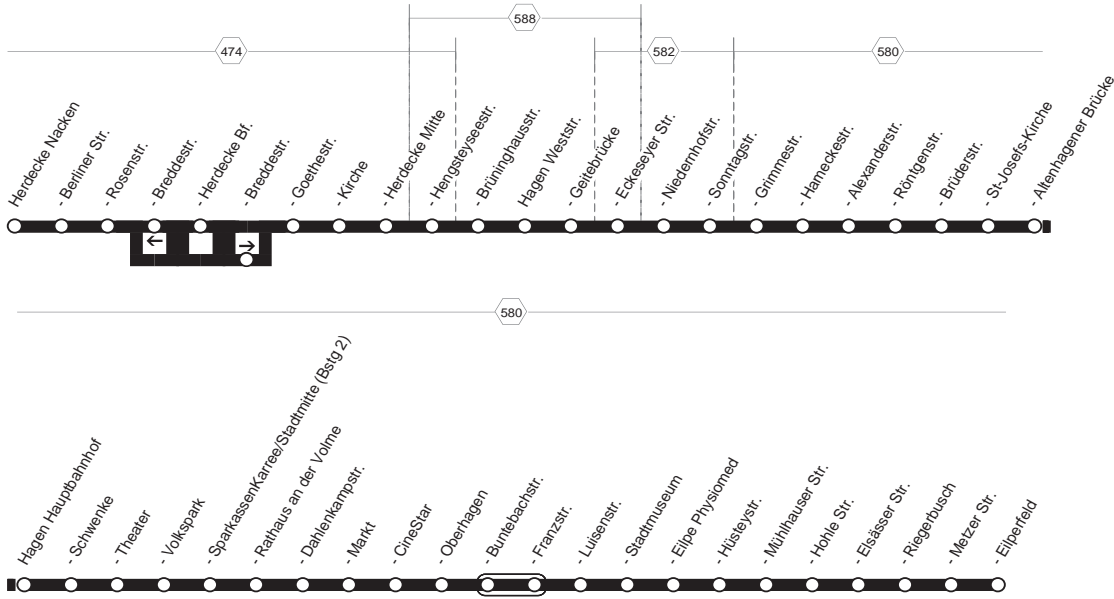 588
474
582
580
Herdecke Nacken
- Berliner Str.
- Rosenstr.
- Breddestr.
- Herdecke Bf.
- Breddestr.
- Goethestr.
- Kirche
- Herdecke Mitte
- Hengsteyseestr.
- Brüninghausstr.
Hagen Weststr.
- Geitebrücke
- Eckeseyer Str.
- Niedernhofstr.
- Sonntagstr.
- Grimmestr.
- Hameckestr.
- Alexanderstr.
- Röntgenstr.
- Brüderstr.
- St-Josefs-Kirche
- Altenhagener Brücke
580
Hagen Hauptbahnhof
- Schwenke
- Theater
- Volkspark
- SparkassenKarree/Stadtmitte (Bstg 2)
- Rathaus an der Volme
- Dahlenkampstr.
- Markt
- CineStar
- Oberhagen
- Buntebachstr.
- Franzstr.
- Luisenstr.
- Stadtmuseum
- Eilpe Physiomed
- Hüsteystr.
- Mühlhauser Str.
- Hohle Str.
- Elsässer Str.
- Riegerbusch
- Metzer Str.
- Eilperfeld